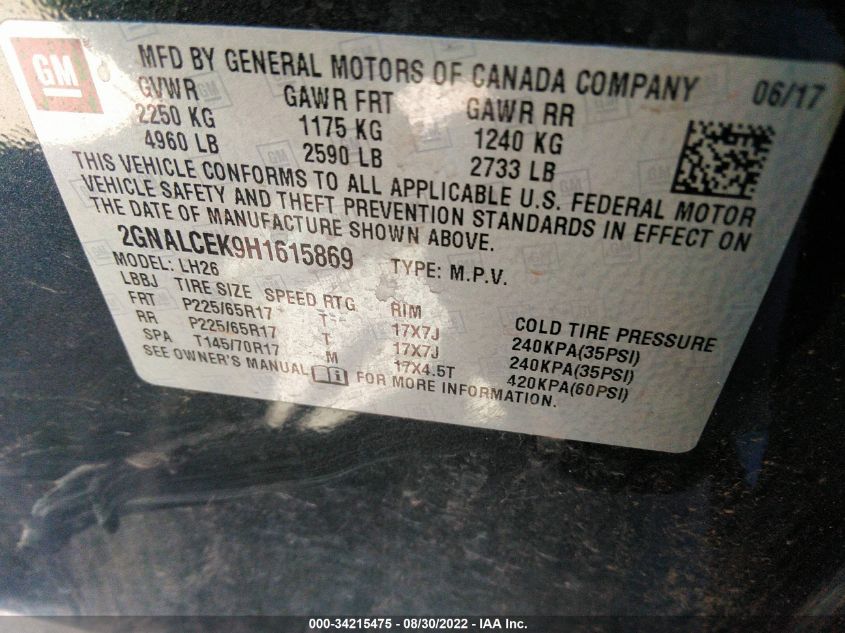 GM
MFD BY GENERAL MOTORS OF CANADA COMPANY 06/17
GVWR GAWR FRT GAWR RR
2250 KG 1175 KG 1240 KG
4960 LB 2590 LB 2733 LB
THIS VEHICLE CONFORMS TO ALL APPLICABLE U.S. FEDERAL MOTOR
VEHICLE SAFETY AND THEFT PREVENTION STANDARDS IN EFFECT ON
THE DATE OF MANUFACTURE SHOWN ABOVE.
2GNALCEK9H1615869 TYPE: M.P.V.
MODEL: LH26
LBBJ TIRE SIZE SPEED RTG RIM COLD TIRE PRESSURE
FRT P225/65R17 T 17X7J 240KPA(35PSI)
RR P225/65R17 T 17X7J 240KPA(35PSI)
SPA T145/70R17 M 17X4.5T 420KPA(60PSI)
SEE OWNER'S MANUAL FOR MORE INFORMATION.
000-34215475 - 08/30/2022 - IAA Inc.